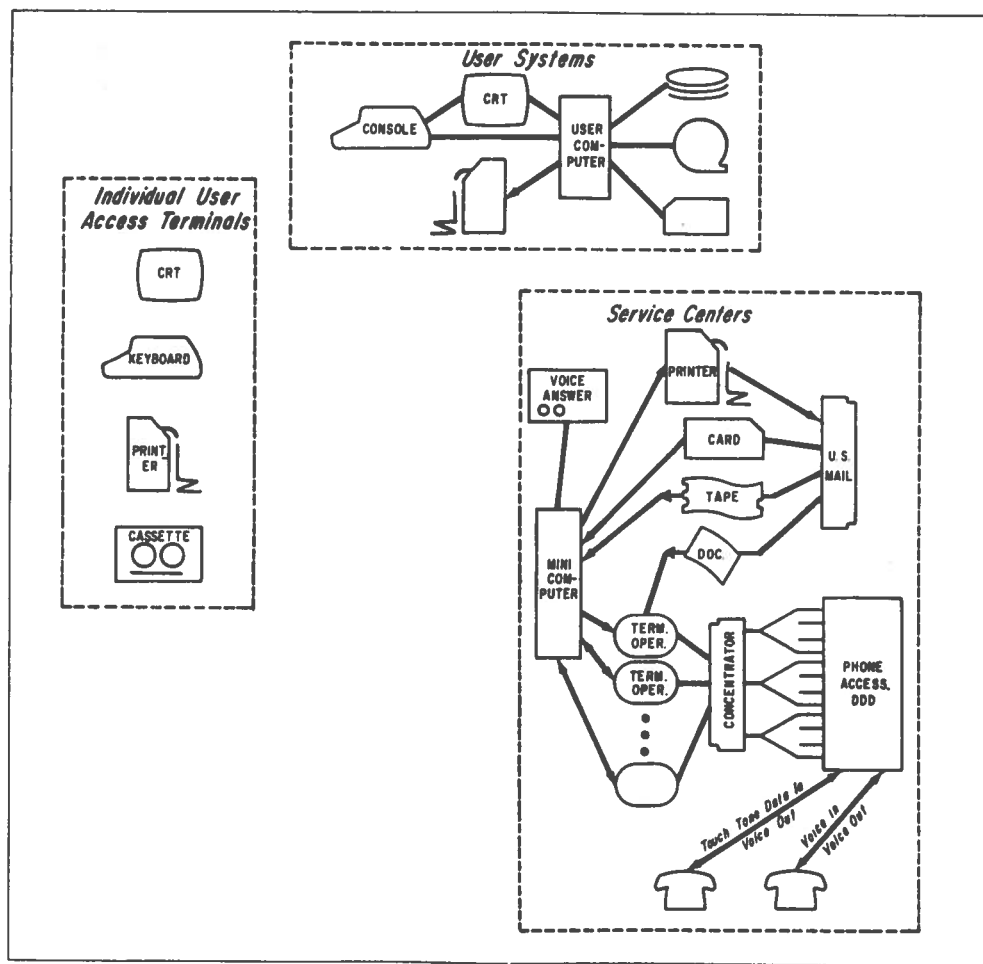 User Systems
CRT
CONSOLE
USER
COM-
PUTER
Individual User
Access Terminals
CRT
KEYBOARD
PRINT
ER
CASSETTE
Service Centers
VOICE
ANSWER
PRINTER
CARD
TAPE
DOC.
U.S.
MAIL
MINI
COM-
PUTER
TERM.
OPER.
TERM.
OPER.
CONCENTRATOR
PHONE
ACCESS.
DDD
Touch Tone Data In
Voice Out
Voice In
Voice Out